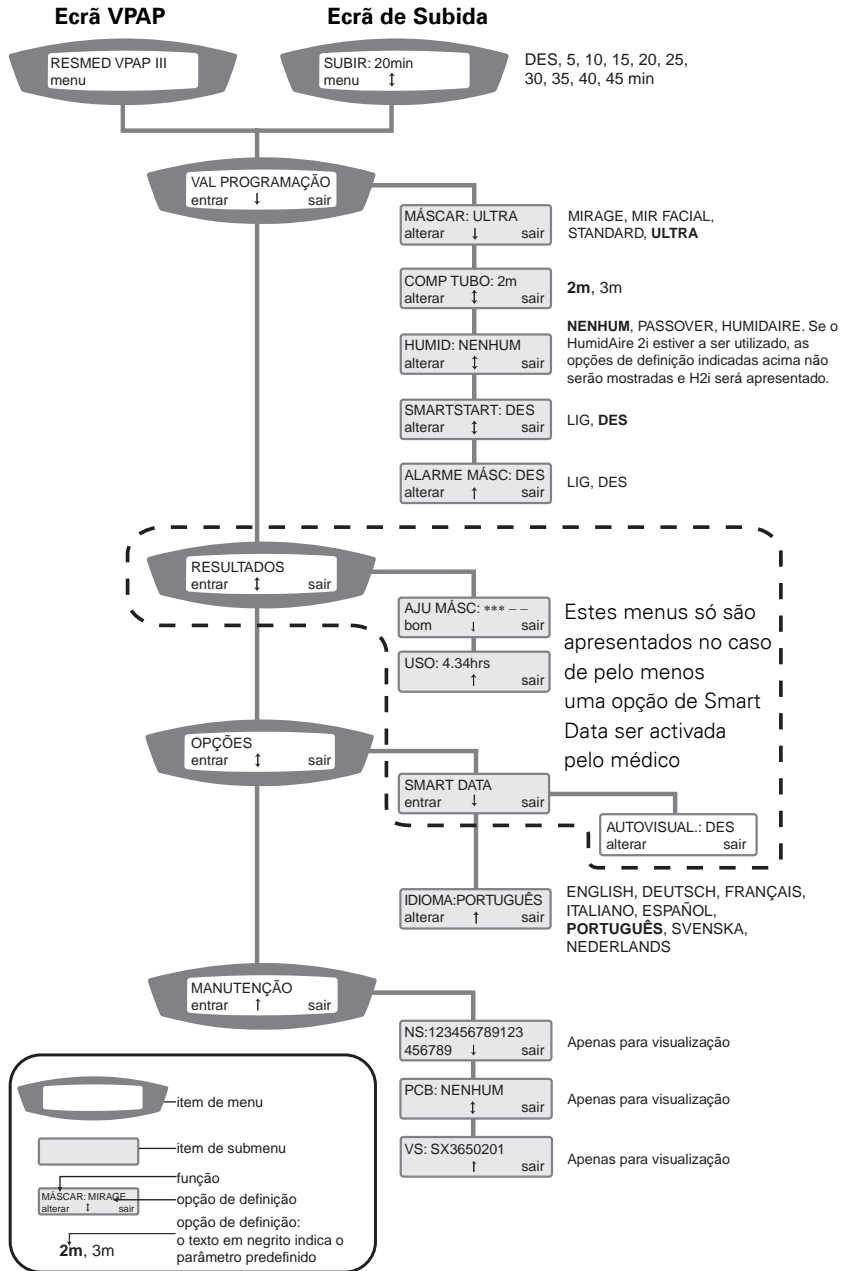 Ecrã VPAP
Ecrã de Subida
RESMED VPAP III
menu
SUBIR: 20min
menu ↕
DES, 5, 10, 15, 20, 25,
30, 35, 40, 45 min
VAL PROGRAMAÇÃO
entrar ↓ sair
MÁSCAR: ULTRA
alterar ↓ sair
MIRAGE, MIR FACIAL,
STANDARD, ULTRA
COMP TUBO: 2m
alterar ↕ sair
2m, 3m
HUMID: NENHUM
alterar ↕ sair
NENHUM, PASSOVER, HUMIDAIRE. Se o
HumidAire 2i estiver a ser utilizado, as
opções de definição indicadas acima não
serão mostradas e H2i será apresentado.
SMARTSTART: DES
alterar ↕ sair
LIG, DES
ALARME MÁSC: DES
alterar ↑ sair
LIG, DES
RESULTADOS
entrar ↕ sair
AJU MÁSC: *** – –
bom ↓ sair
USO: 4.34hrs
↑ sair
Estes menus só são
apresentados no caso
de pelo menos
uma opção de Smart
Data ser activada
pelo médico
OPÇÕES
entrar ↕ sair
SMART DATA
entrar ↓ sair
AUTOVISUAL.: DES
alterar sair
IDIOMA:PORTUGUÊS
alterar ↑ sair
ENGLISH, DEUTSCH, FRANÇAIS,
ITALIANO, ESPAÑOL,
PORTUGUÊS, SVENSKA,
NEDERLANDS
MANUTENÇÃO
entrar ↑ sair
NS:123456789123
456789 ↓ sair
Apenas para visualização
PCB: NENHUM
↕ sair
Apenas para visualização
VS: SX3650201
↑ sair
Apenas para visualização
item de menu
item de submenu
função
MÁSCAR: MIRAGE
alterar ↕ sair
opção de definição
opção de definição:
o texto em negrito indica o
parâmetro predefinido
2m, 3m